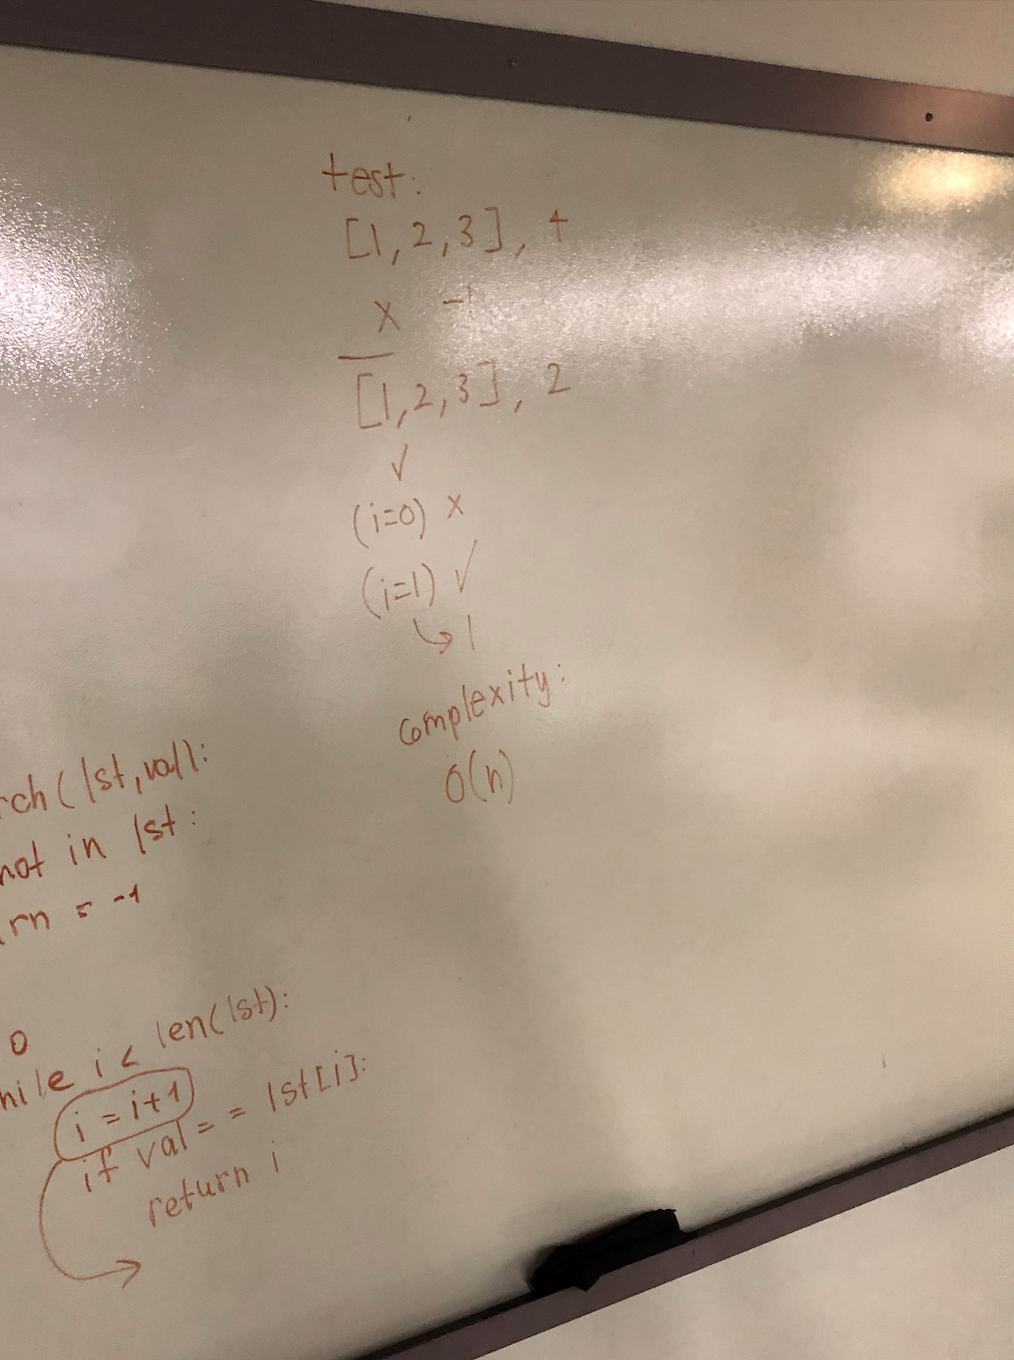 test:
[1, 2, 3], 4
x -1
[1, 2, 3], 2
✓
(i=0) x
(i=1) ✓
↳ 1
complexity:
O(n)
rch (lst, val):
not in lst:
rn = -1
0
hile i < len(lst):
i = i+1
if val == lst[i]:
return i